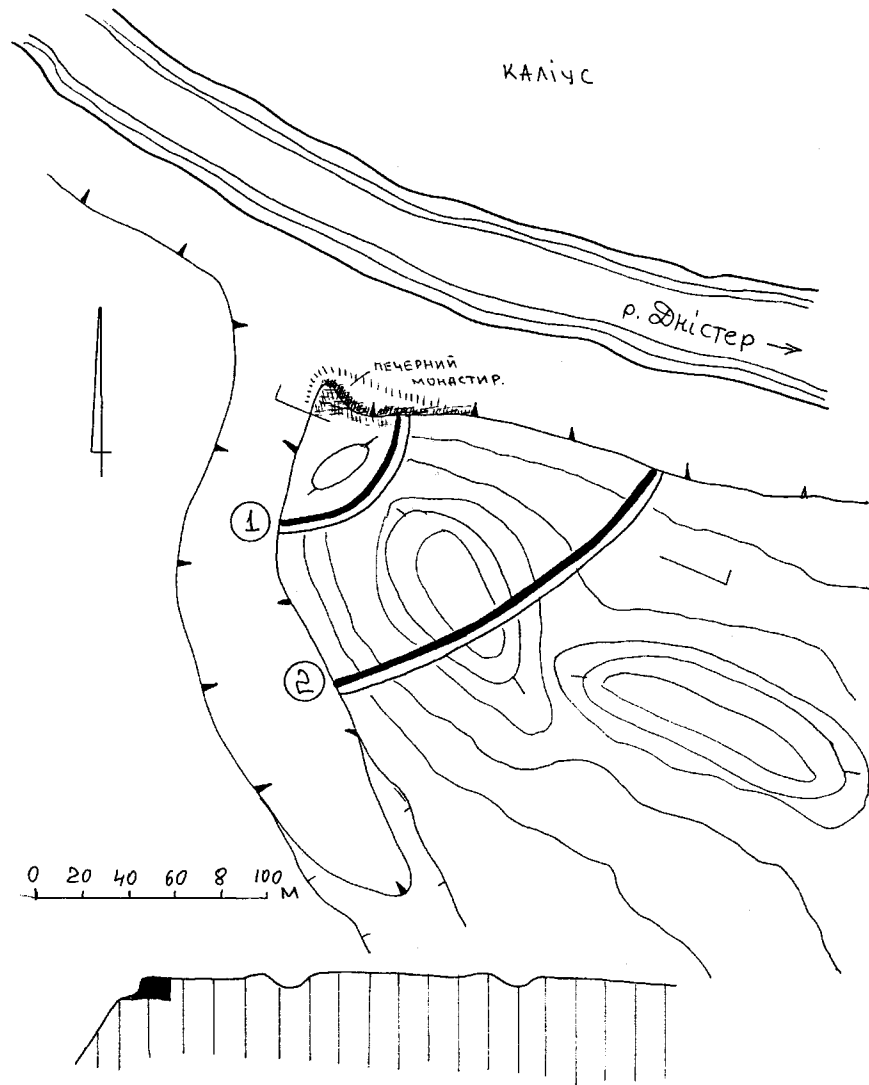 КАЛІУС
р. Дністер
ПЕЧЕРНИЙ
МОНАСТИР.
1
2
0 20 40 60 8 100 М